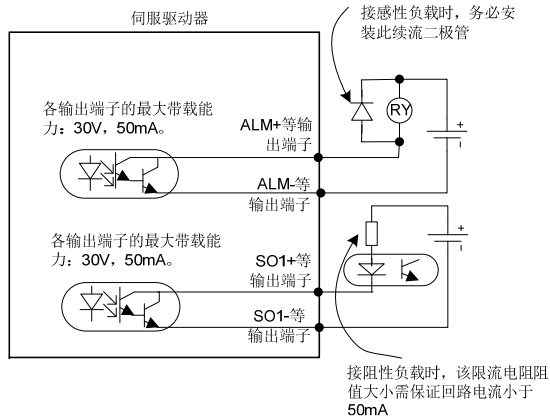 伺服驱动器
接感性负载时，务必安
装此续流二极管
各输出端子的最大带载能
力：30V，50mA。
ALM+等输
出端子
RY
+
ALM-等
输出端子
各输出端子的最大带载能
力：30V，50mA。
SO1+等
输出端子
+
SO1-等
输出端子
接阻性负载时，该限流电阻阻
值大小需保证回路电流小于
50mA